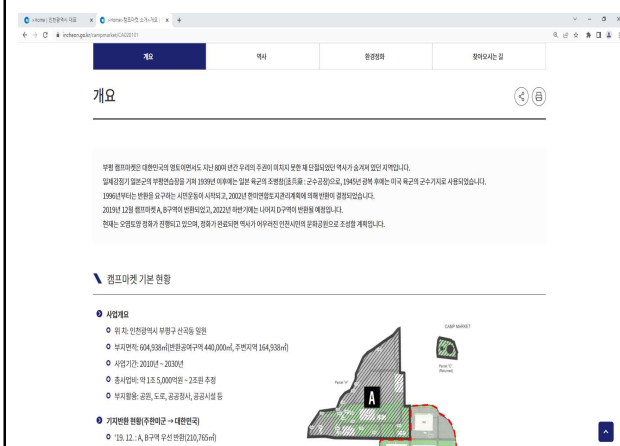 incheon.go.kr/campmarket/CAG20101
개요
역사
환경정화
찾아오시는 길
개요
부평 캠프마켓은 대한민국의 영토이면서도 지난 80여 년간 우리의 주권이 미치지 못한 채 단절되었던 역사가 숨겨져 있던 지역입니다.
일제강점기 일본군의 부평연습장을 거쳐 1939년 이후에는 일본 육군의 조병창(造兵廠 : 군수공장)으로, 1945년 광복 후에는 미국 육군의 군수기지로 사용되었습니다.
1996년부터는 반환을 요구하는 시민운동이 시작되고, 2002년 한미연합토지관리계획에 의해 반환이 결정되었습니다.
2019년 12월 캠프마켓 A, B구역이 반환되었고, 2022년 하반기에는 나머지 D구역이 반환될 예정입니다.
현재는 오염토양 정화가 진행되고 있으며, 정화가 완료되면 역사가 어우러진 인천시민의 문화공원으로 조성할 계획입니다.
캠프마켓 기본 현황
사업개요
위 치: 인천광역시 부평구 산곡동 일원
부지면적: 604,938㎡(반환공여구역 440,000㎡, 주변지역 164,938㎡)
사업기간: 2010년 ~ 2030년
총사업비: 약 1조 5,000억원 ~ 2조원 추정
부지활용: 공원, 도로, 공공청사, 공공시설 등
기지반환 현황(주한미군 → 대한민국)
'19. 12. : A, B구역 우선 반환(210,765㎡)
CAMP MARKET
A